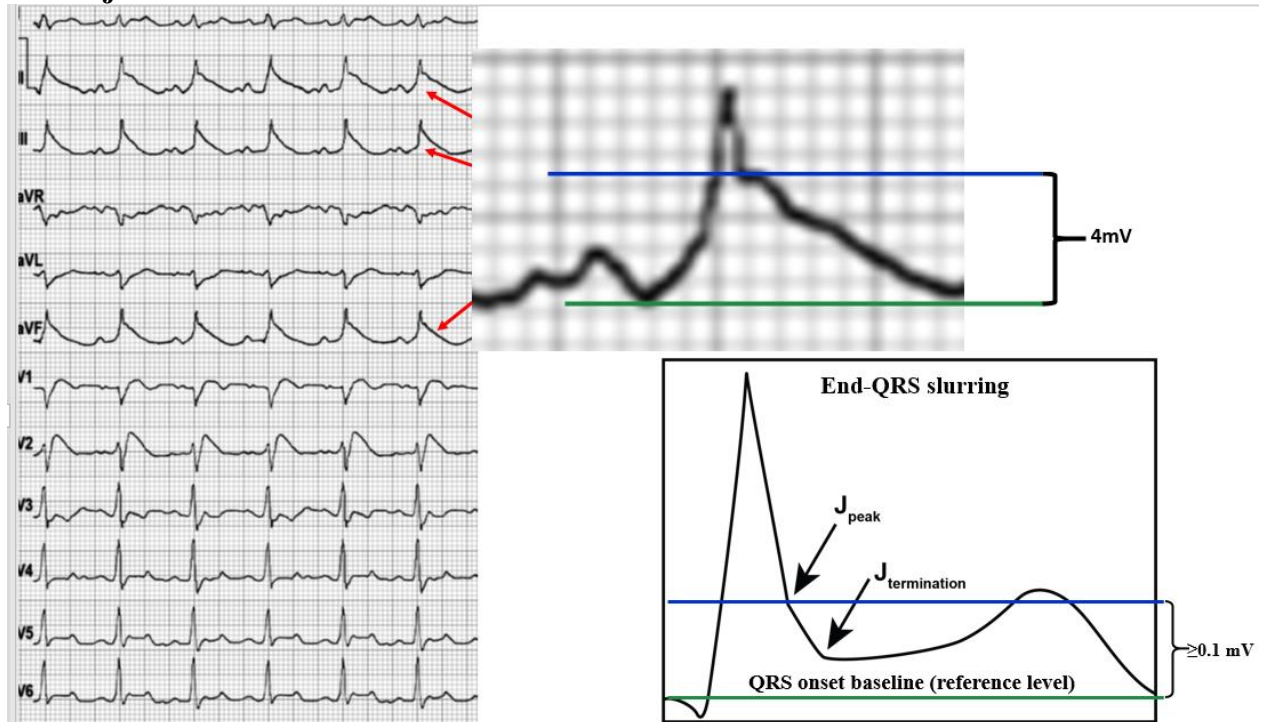 II
III
aVR
aVL
aVF
V1
V2
V3
V4
V5
V6
4mV
End-QRS slurring
Jpeak
Jtermination
≥0.1 mV
QRS onset baseline (reference level)